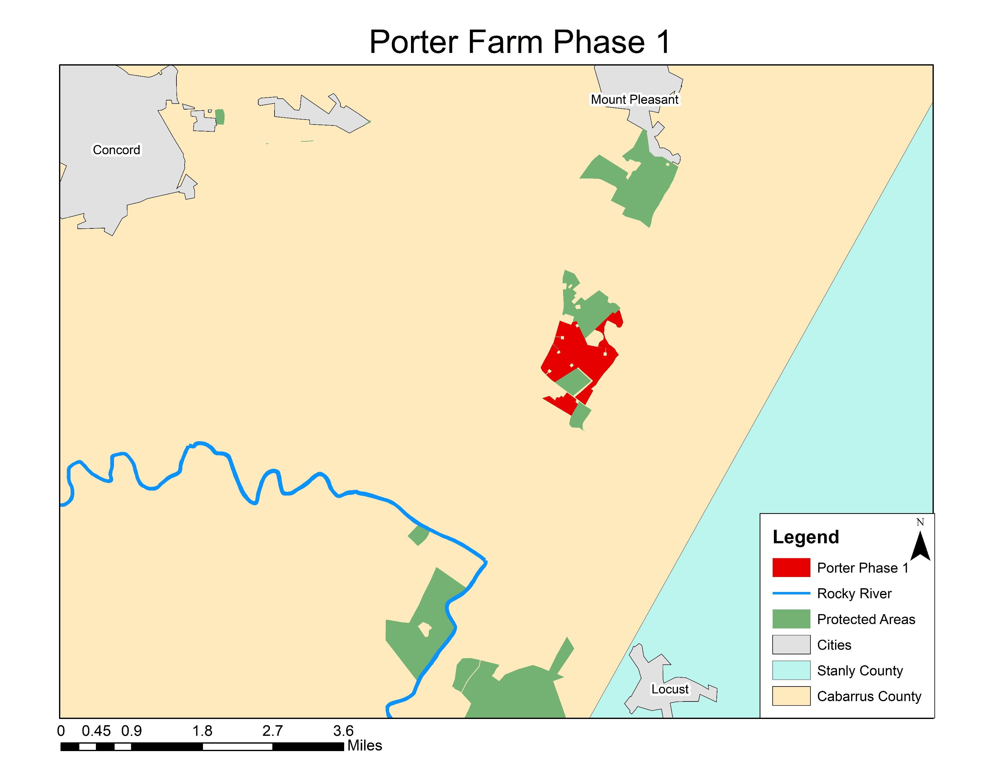 Porter Farm Phase 1
Mount Pleasant
Concord
N
Legend
Porter Phase 1
Rocky River
Protected Areas
Cities
Stanly County
Cabarrus County
Locust
0 0.45 0.9 1.8 2.7 3.6
Miles